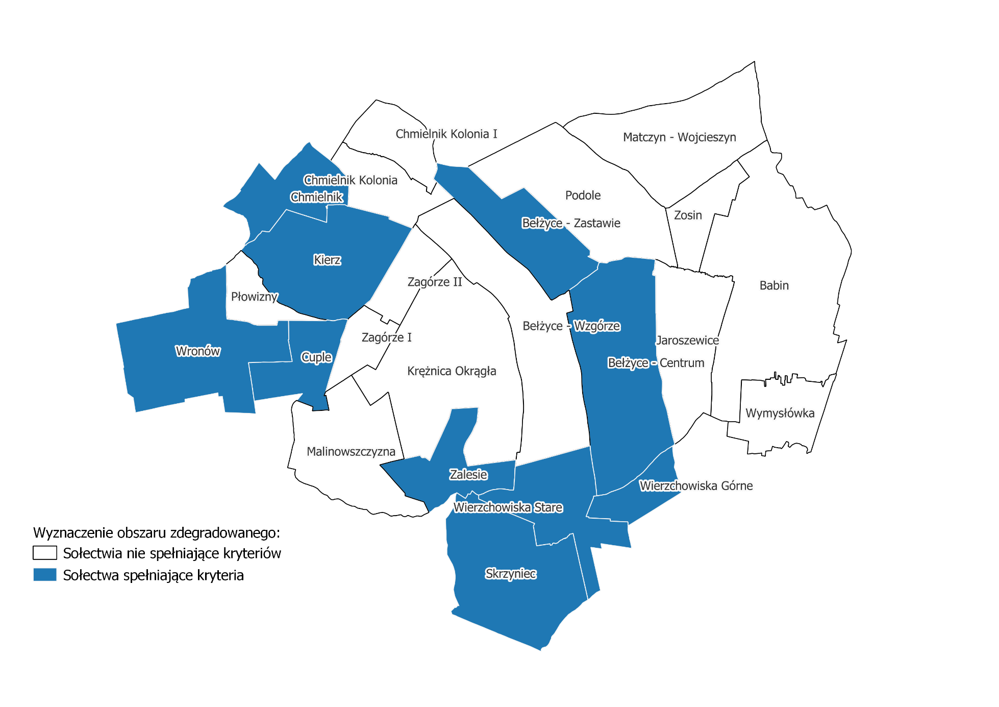 Chmielnik Kolonia I
Matczyn - Wojcieszyn
Chmielnik Kolonia
Chmielnik
Podole
Zosin
Bełżyce - Zastawie
Kierz
Zagórze II
Babin
Płowizny
Bełżyce - Wzgórze
Zagórze I
Jaroszewice
Wronów
Cuple
Bełżyce - Centrum
Krężnica Okrągła
Wymysłówka
Malinowszczyzna
Zalesie
Wierzchowiska Górne
Wierzchowiska Stare
Skrzyniec
Wyznaczenie obszaru zdegradowanego:
Sołectwia nie spełniające kryteriów
Sołectwa spełniające kryteria